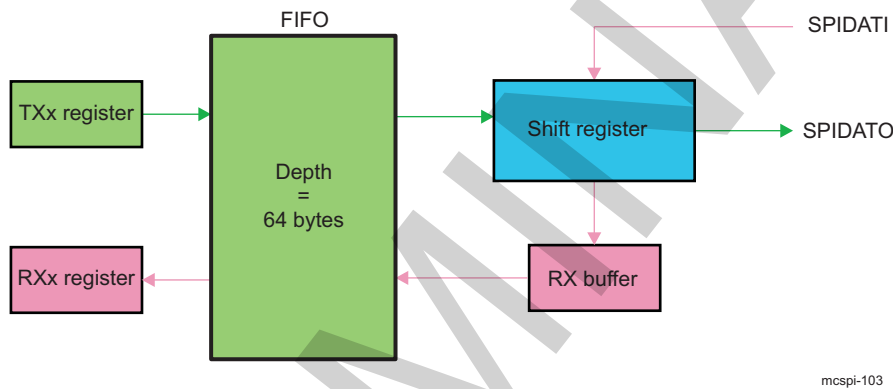 FIFO
SPIDATI
TXx register
Shift register
SPIDATO
Depth
=
64 bytes
RXx register
RX buffer
mcspi-103